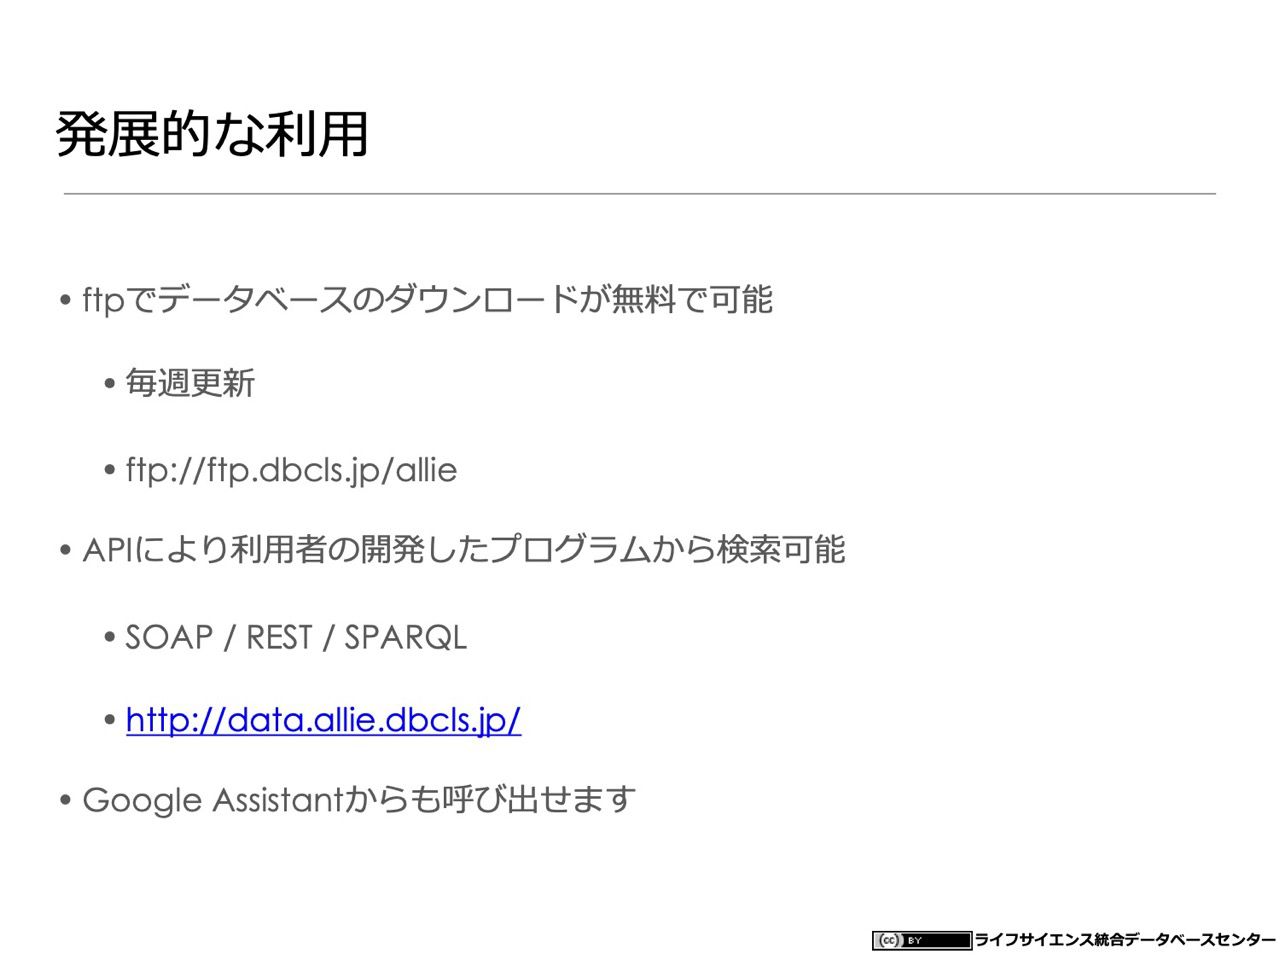 発展的な利用
• ftpでデータベースのダウンロードが無料で可能
• 毎週更新
• ftp://ftp.dbcls.jp/allie
• APIにより利用者の開発したプログラムから検索可能
• SOAP / REST / SPARQL
• http://data.allie.dbcls.jp/
• Google Assistantからも呼び出せます
(cc) BY ライフサイエンス統合データベースセンター